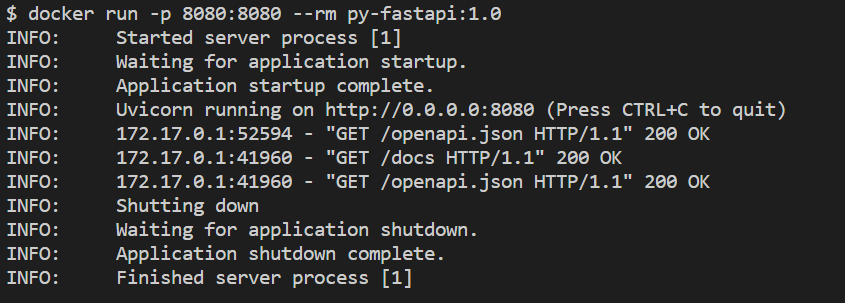 $ docker run -p 8080:8080 --rm py-fastapi:1.0
INFO:     Started server process [1]
INFO:     Waiting for application startup.
INFO:     Application startup complete.
INFO:     Uvicorn running on http://0.0.0.0:8080 (Press CTRL+C to quit)
INFO:     172.17.0.1:52594 - "GET /openapi.json HTTP/1.1" 200 OK
INFO:     172.17.0.1:41960 - "GET /docs HTTP/1.1" 200 OK
INFO:     172.17.0.1:41960 - "GET /openapi.json HTTP/1.1" 200 OK
INFO:     Shutting down
INFO:     Waiting for application shutdown.
INFO:     Application shutdown complete.
INFO:     Finished server process [1]